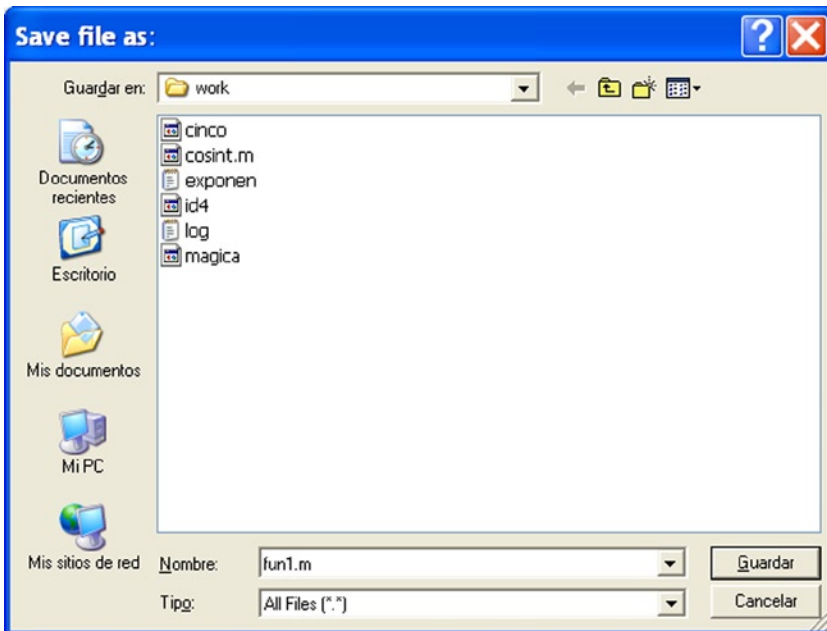 Save file as:
Guardar en: work
cinco
cosint.m
exponen
id4
log
magica
Documentos
recientes
Escritorio
Mis documentos
Mi PC
Mis sitios de red
Nombre: fun1.m Guardar
Tipo: All Files (*.*) Cancelar